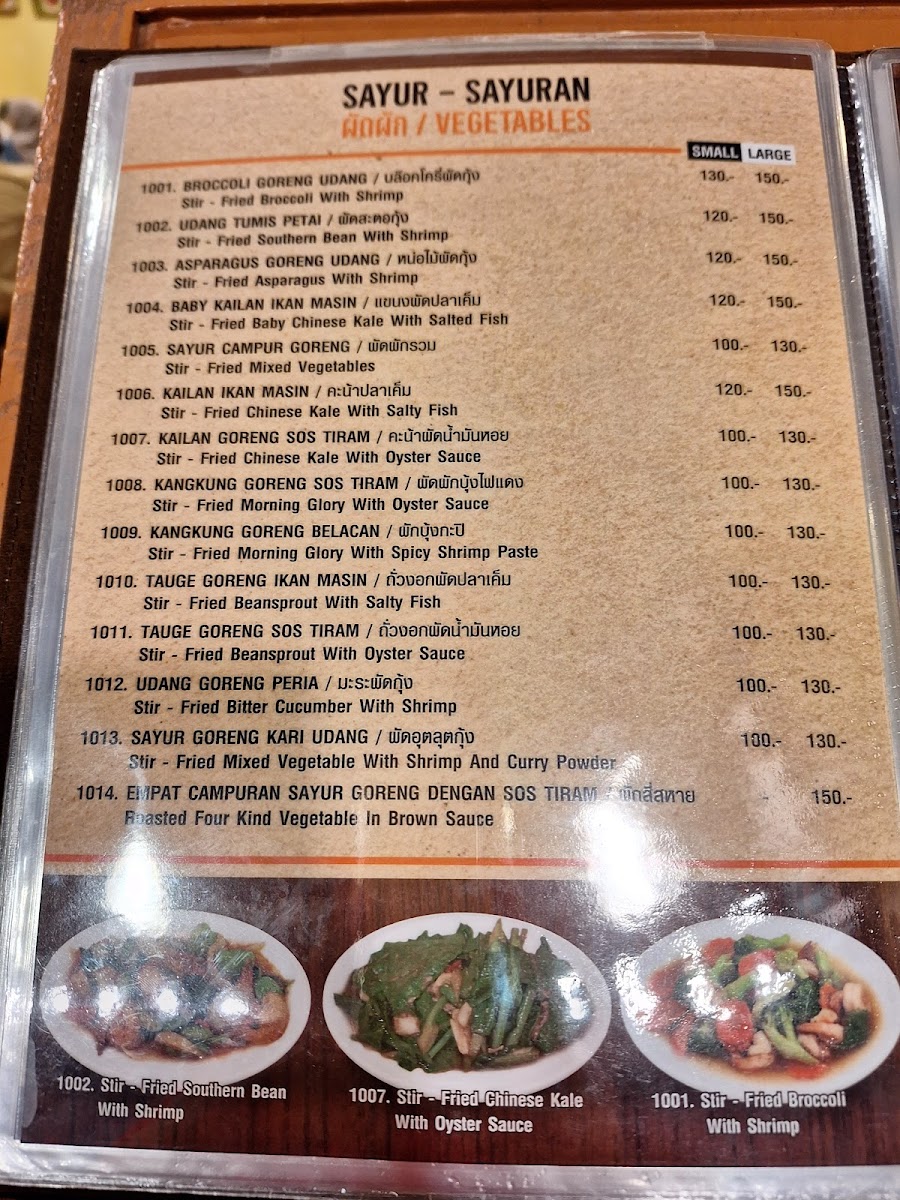 SAYUR - SAYURAN
ผัดผัก / VEGETABLES
SMALL LARGE
1001. BROCCOLI GORENG UDANG / บล๊อกโครี่ผัดกุ้ง 130.- 150.-
Stir - Fried Broccoli With Shrimp
1002. UDANG TUMIS PETAI / ผัดสะตอกุ้ง 120.- 150.-
Stir - Fried Southern Bean With Shrimp
1003. ASPARAGUS GORENG UDANG / หน่อไม้ผัดกุ้ง 120.- 150.-
Stir - Fried Asparagus With Shrimp
1004. BABY KAILAN IKAN MASIN / แขนงผัดปลาเค็ม 120.- 150.-
Stir - Fried Baby Chinese Kale With Salted Fish
1005. SAYUR CAMPUR GORENG / ผัดผักรวม 100.- 130.-
Stir - Fried Mixed Vegetables
1006. KAILAN IKAN MASIN / คะน้าปลาเค็ม 120.- 150.-
Stir - Fried Chinese Kale With Salty Fish
1007. KAILAN GORENG SOS TIRAM / คะน้าผัดน้ำมันหอย 100.- 130.-
Stir - Fried Chinese Kale With Oyster Sauce
1008. KANGKUNG GORENG SOS TIRAM / ผัดผักบุ้งไฟแดง 100.- 130.-
Stir - Fried Morning Glory With Oyster Sauce
1009. KANGKUNG GORENG BELACAN / ผักบุ้งกะปิ 100.- 130.-
Stir - Fried Morning Glory With Spicy Shrimp Paste
1010. TAUGE GORENG IKAN MASIN / ถั่วงอกผัดปลาเค็ม 100.- 130.-
Stir - Fried Beansprout With Salty Fish
1011. TAUGE GORENG SOS TIRAM / ถั่วงอกผัดน้ำมันหอย 100.- 130.-
Stir - Fried Beansprout With Oyster Sauce
1012. UDANG GORENG PERIA / มะระผัดกุ้ง 100.- 130.-
Stir - Fried Bitter Cucumber With Shrimp
1013. SAYUR GORENG KARI UDANG / ผัดอุตลุตกุ้ง 100.- 130.-
Stir - Fried Mixed Vegetable With Shrimp And Curry Powder
1014. EMPAT CAMPURAN SAYUR GORENG DENGAN SOS TIRAM / ผักสี่สหาย - 150.-
Roasted Four Kind Vegetable In Brown Sauce
1002. Stir - Fried Southern Bean
With Shrimp
1007. Stir - Fried Chinese Kale
With Oyster Sauce
1001. Stir - Fried Broccoli
With Shrimp